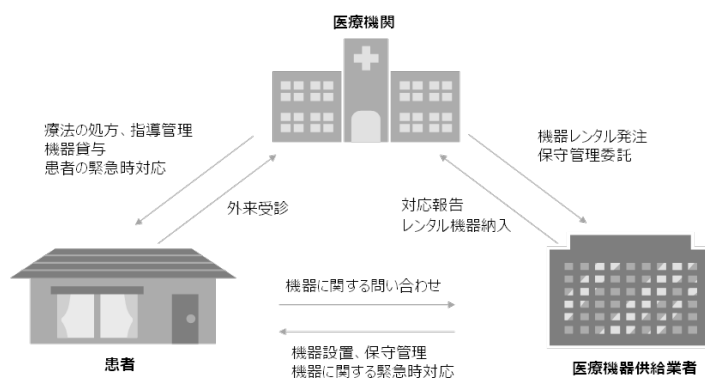 医療機関
療法の処方、指導管理
機器貸与
患者の緊急時対応
機器レンタル発注
保守管理委託
外来受診
対応報告
レンタル機器納入
機器に関する問い合わせ
機器設置、保守管理
機器に関する緊急時対応
患者
医療機器供給業者